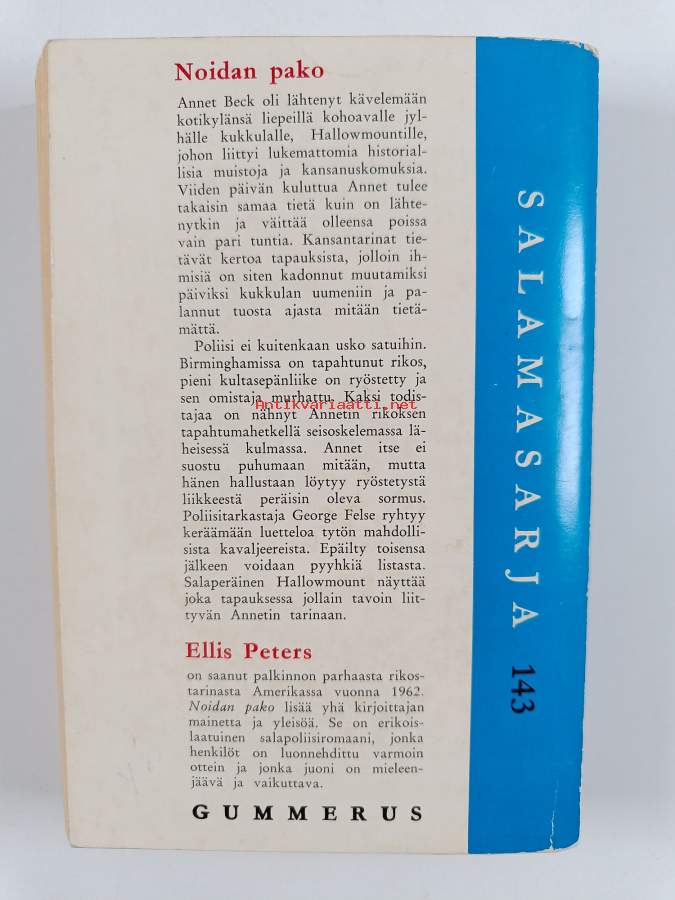 Noidan pako
Annet Beck oli lähtenyt kävelemään
kotikylänsä liepeillä kohoavalle jyl-
hälle kukkulalle, Hallowmountille,
johon liittyi lukemattomia historial-
lisia muistoja ja kansanuskomuksia.
Viiden päivän kuluttua Annet tulee
takaisin samaa tietä kuin on lähte-
nytkin ja väittää olleensa poissa
vain pari tuntia. Kansantarinat tie-
tävät kertoa tapauksista, jolloin ih-
misiä on siten kadonnut muutamiksi
päiviksi kukkulan uumeniin ja pa-
lannut tuosta ajasta mitään tietä-
mättä.
Poliisi ei kuitenkaan usko satuihin.
Birminghamissa on tapahtunut rikos,
pieni kultasepänliike on ryöstetty ja
sen omistaja murhattu. Kaksi todis-
Antikvariaatti.net
tajaa on nähnyt Annetin rikoksen
tapahtumahetkellä seisoskelemassa lä-
heisessä kulmassa. Annet itse ei
suostu puhumaan mitään, mutta
hänen hallustaan löytyy ryöstetystä
liikkeestä peräisin oleva sormus.
Poliisitarkastaja George Felse ryhtyy
keräämään luetteloa tytön mahdolli-
sista kavaljeereista. Epäilty toisensa
jälkeen voidaan pyyhkiä listasta.
Salaperäinen Hallowmount näyttää
joka tapauksessa jollain tavoin liit-
tyvän Annetin tarinaan.
Ellis Peters
on saanut palkinnon parhaasta rikos-
tarinasta Amerikassa vuonna 1962.
Noidan pako lisää yhä kirjoittajan
mainetta ja yleisöä. Se on erikois-
laatuinen salapoliisiromaani, jonka
henkilöt on luonnehdittu varmoin
ottein ja jonka juoni on mieleen-
jäävä ja vaikuttava.
GUMMERUS
SALAMASARJA 143